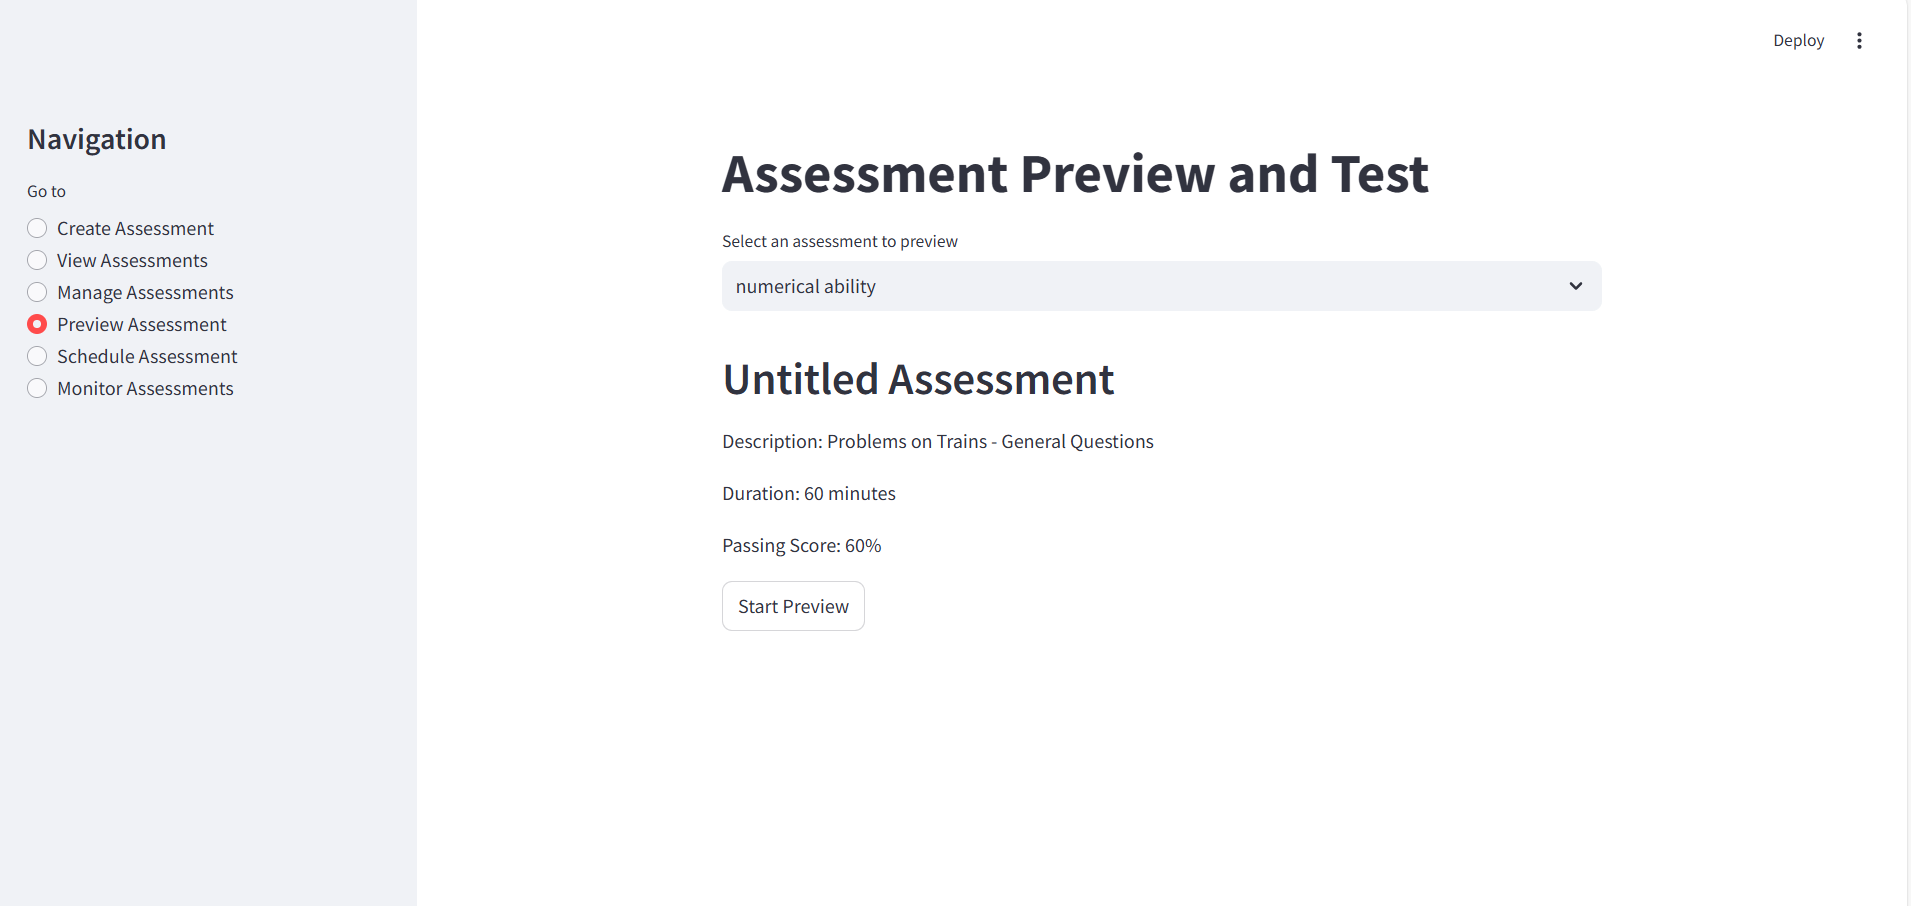 Deploy
Navigation
Go to
Create Assessment
View Assessments
Manage Assessments
Preview Assessment
Schedule Assessment
Monitor Assessments
Assessment Preview and Test
Select an assessment to preview
numerical ability
Untitled Assessment
Description: Problems on Trains - General Questions
Duration: 60 minutes
Passing Score: 60%
Start Preview